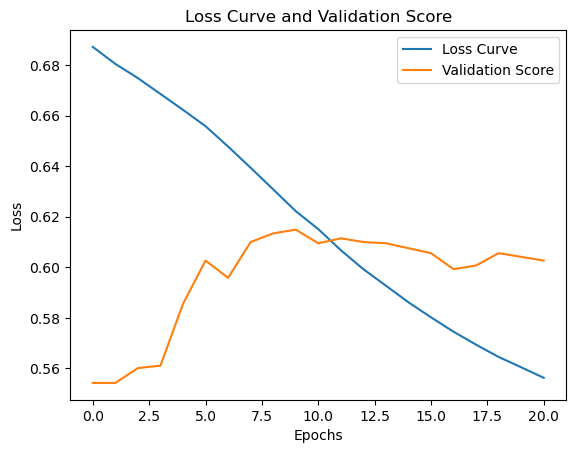 Loss Curve and Validation Score
Loss Curve
Validation Score
Loss
0.68
0.66
0.64
0.62
0.60
0.58
0.56
0.0 2.5 5.0 7.5 10.0 12.5 15.0 17.5 20.0
Epochs